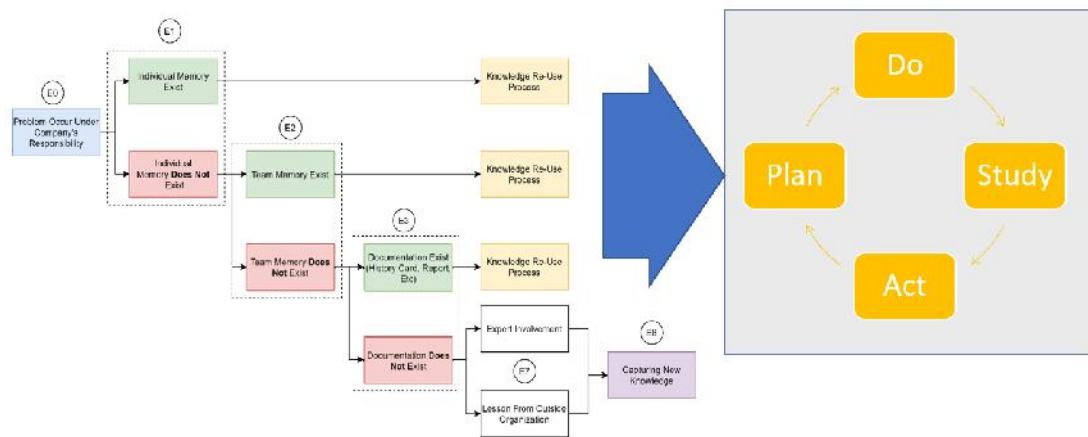 E1
Individual Memory
Exist
Knowledge Re-Use
Process
E0
Problem Occur Under
Company's
Responsibility
E2
Individual
Memory Does Not
Exist
Team Memory Exist
Knowledge Re-Use
Process
E3
Team Memory Does
Not Exist
Documentation Exist
(History Card, Report,
Etc)
Knowledge Re-Use
Process
Expert Involvement
Documentation Does
Not Exist
E7
Capturing New
Knowledge
Lesson From Outside
Organization
Do
Plan
Study
Act